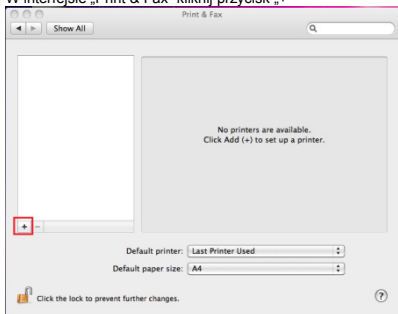 W interfejsie „Print & Fax” kliknij przycisk „+”
Print & Fax
Show All
No printers are available.
Click Add (+) to set up a printer.
+ -
Default printer: Last Printer Used
Default paper size: A4
Click the lock to prevent further changes.
?